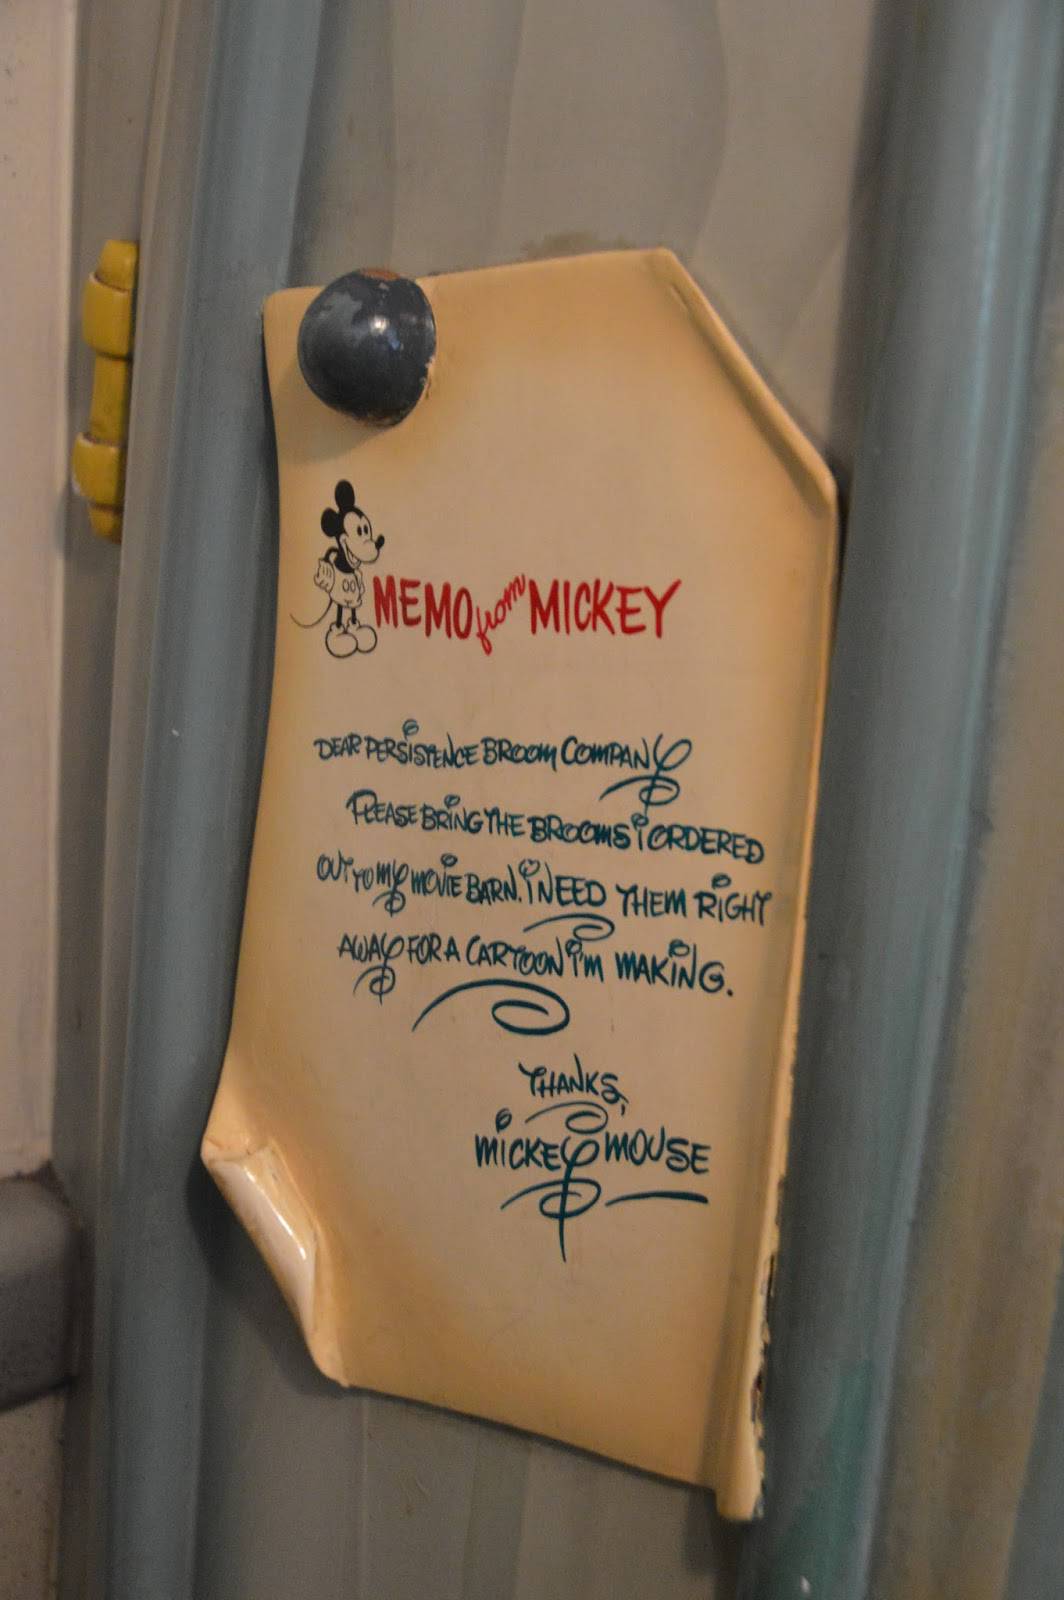 MEMO from MICKEY
DEAR PERSISTENCE BROOM COMPANY
PLEASE BRING THE BROOMS I ORDERED
OUT TO MY MOVIE BARN. I NEED THEM RIGHT
AWAY FOR A CARTOON I'M MAKING.
THANKS,
MICKEY MOUSE